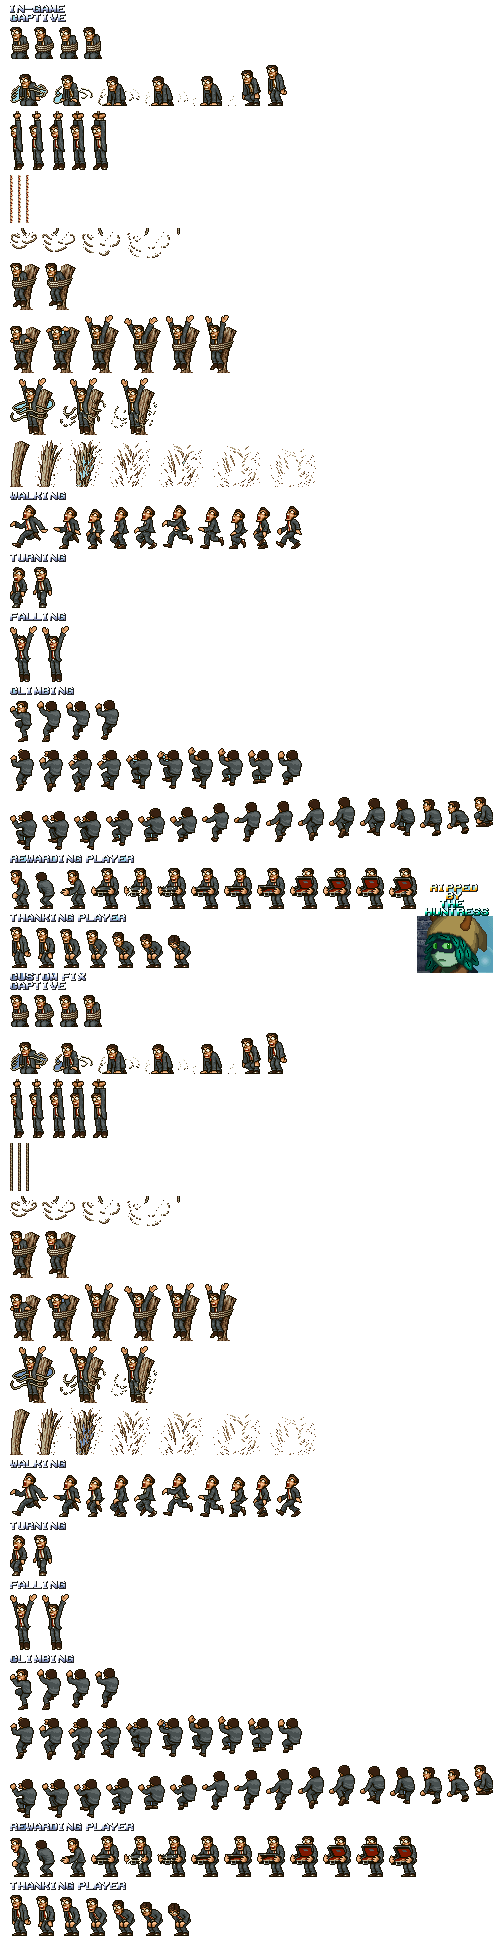 IN-GAME
CAPTIVE
WALKING
TURNING
FALLING
CLIMBING
REWARDING PLAYER
RIPPED
BY
THE
HUNTRESS
THANKING PLAYER
CUSTOM FIX
CAPTIVE
WALKING
TURNING
FALLING
CLIMBING
REWARDING PLAYER
THANKING PLAYER